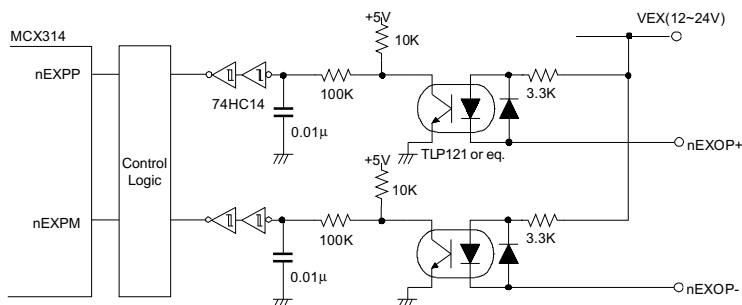 +5V
VEX(12~24V)
MCX314
10K
nEXPP
74HC14
100K
3.3K
0.01µ
TLP121 or eq.
nEXOP+
Control
Logic
+5V
10K
nEXPM
100K
3.3K
0.01µ
nEXOP-